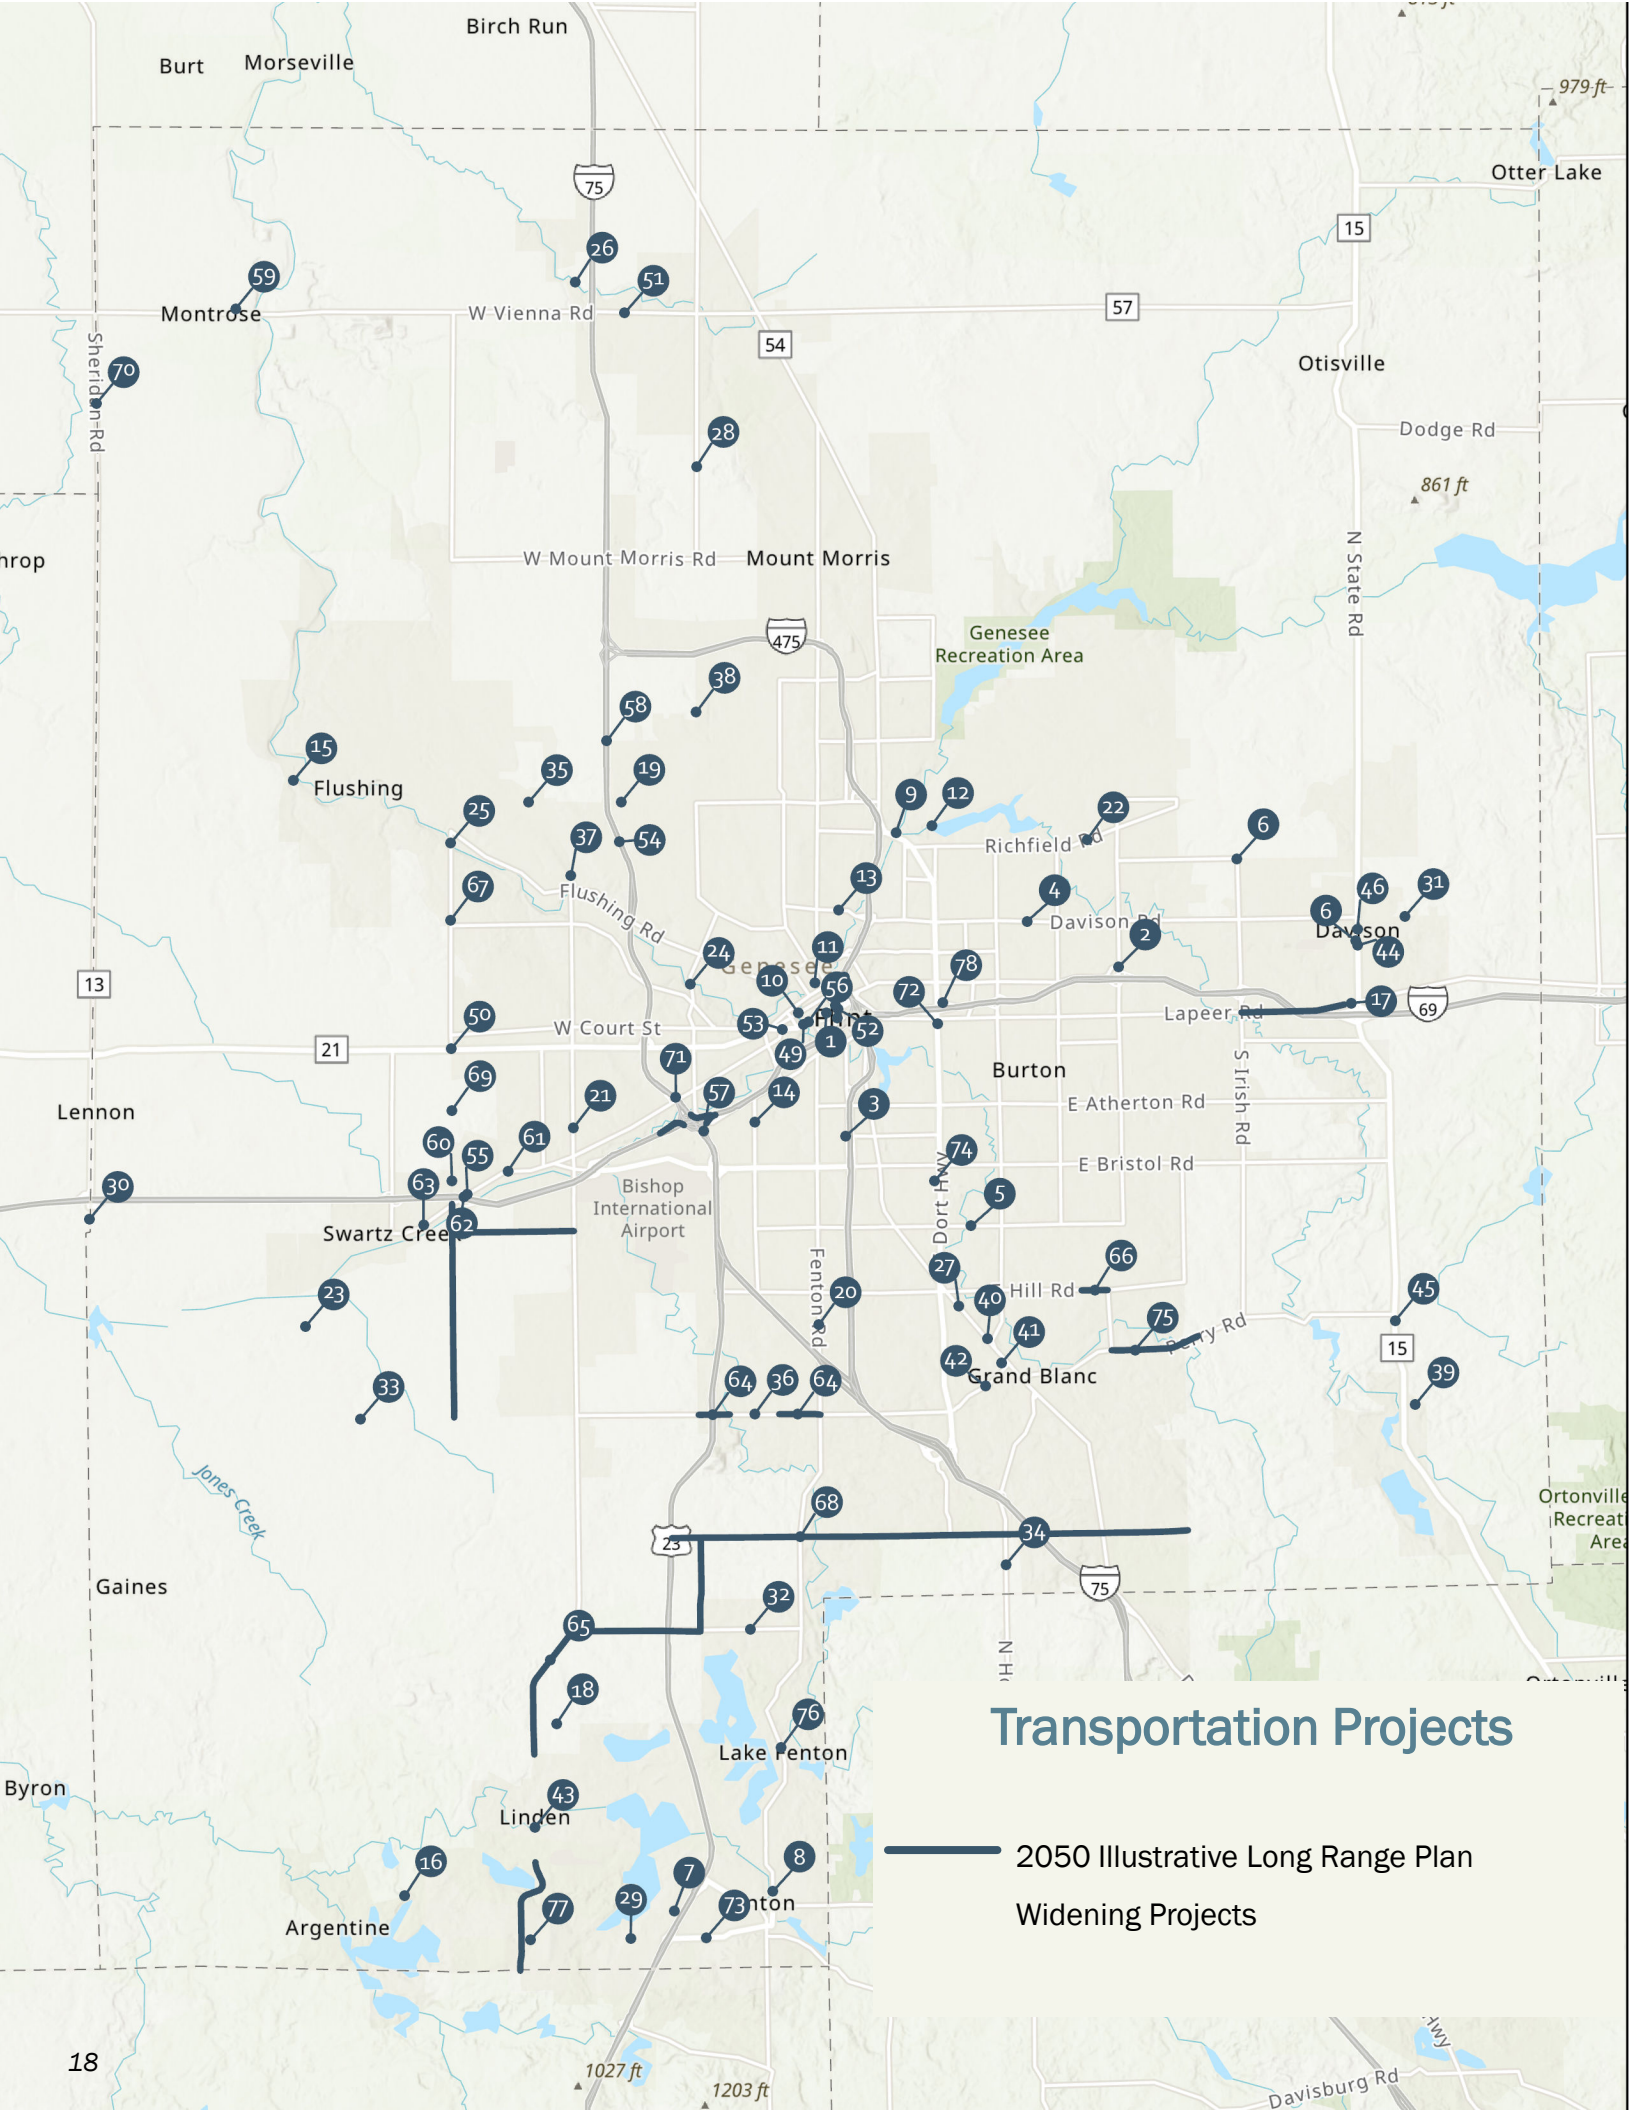 Birch Run
Burt
Morseville
979 ft
75
Otter Lake
15
26
59
51
Montrose
W Vienna Rd
57
54
Sheridan Rd
Otisville
70
28
Dodge Rd
861 ft
N State Rd
W Mount Morris Rd
Mount Morris
475
Genesee
Recreation Area
38
58
15
35
19
Flushing
25
9
12
22
37
54
Richfield Rd
6
13
67
4
46
31
Flushing Rd
Davison Rd
6
Davison
2
44
24
11
Genesee
78
13
10
56
72
17
50
W Court St
53
Flint
52
Lapeer Rd
69
21
49
1
71
Burton
S Irish Rd
69
21
57
14
3
Lennon
E Atherton Rd
60
61
55
74
E Bristol Rd
30
63
Bishop
International
Airport
Dort Hwy
5
62
Swartz Cree
Fenton Rd
66
27
Hill Rd
23
20
40
45
75
Perry Rd
41
15
42
Grand Blanc
33
64
36
64
39
Jones Creek
Ortonville
68
34
23
75
Gaines
32
65
18
76
Transportation Projects
Lake Fenton
Byron
43
Linden
2050 Illustrative Long Range Plan
Widening Projects
16
7
8
29
73
nton
77
Argentine
18
1027 ft
1203 ft
Davisburg Rd
Hwy